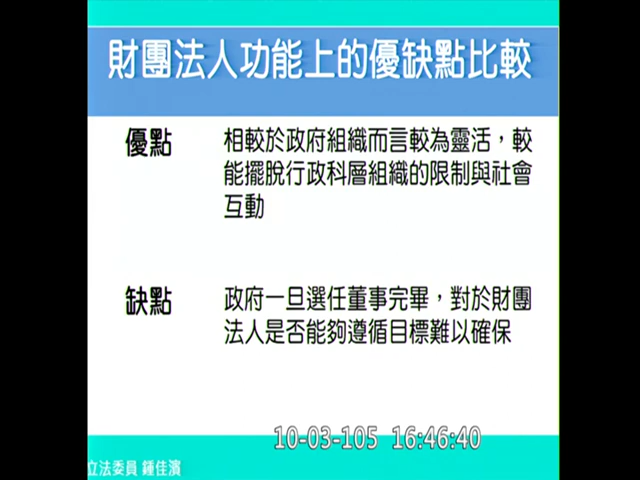 財團法人功能上的優缺點比較
優點
相較於政府組織而言較為靈活，較
能擺脫行政科層組織的限制與社會
互動
缺點
政府一旦選任董事完畢，對於財團
法人是否能夠遵循目標難以確保
10-03-105 16:46:40
立法委員 鍾佳濱